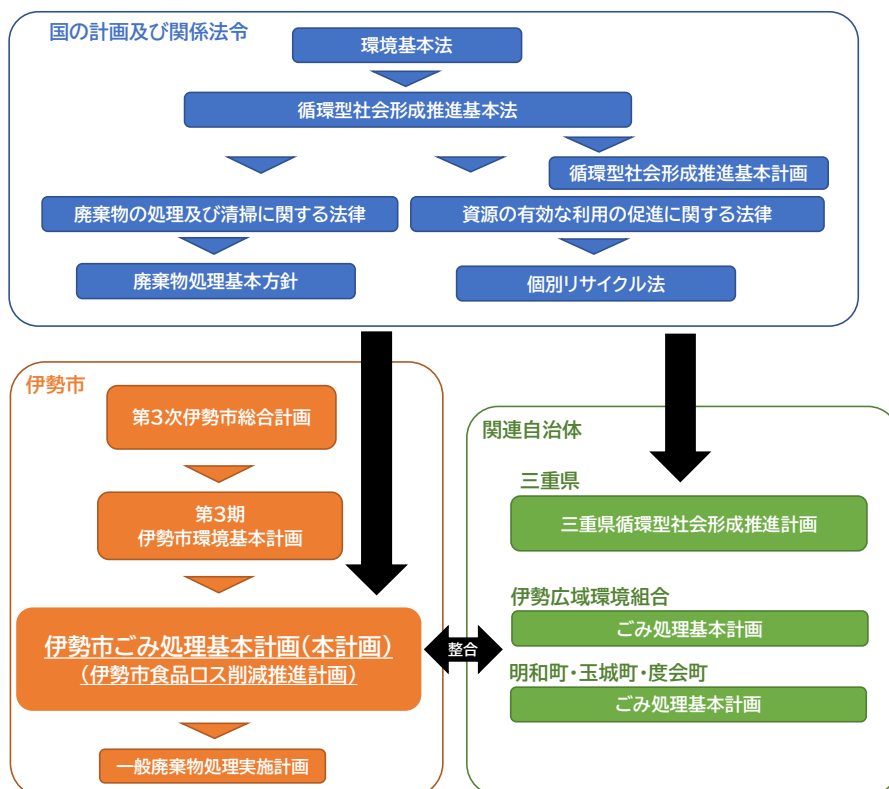 国の計画及び関係法令
環境基本法
循環型社会形成推進基本法
循環型社会形成推進基本計画
廃棄物の処理及び清掃に関する法律
資源の有効な利用の促進に関する法律
廃棄物処理基本方針
個別リサイクル法
伊勢市
第3次伊勢市総合計画
第3期
伊勢市環境基本計画
伊勢市ごみ処理基本計画(本計画)
(伊勢市食品ロス削減推進計画)
一般廃棄物処理実施計画
整合
関連自治体
三重県
三重県循環型社会形成推進計画
伊勢広域環境組合
ごみ処理基本計画
明和町・玉城町・度会町
ごみ処理基本計画